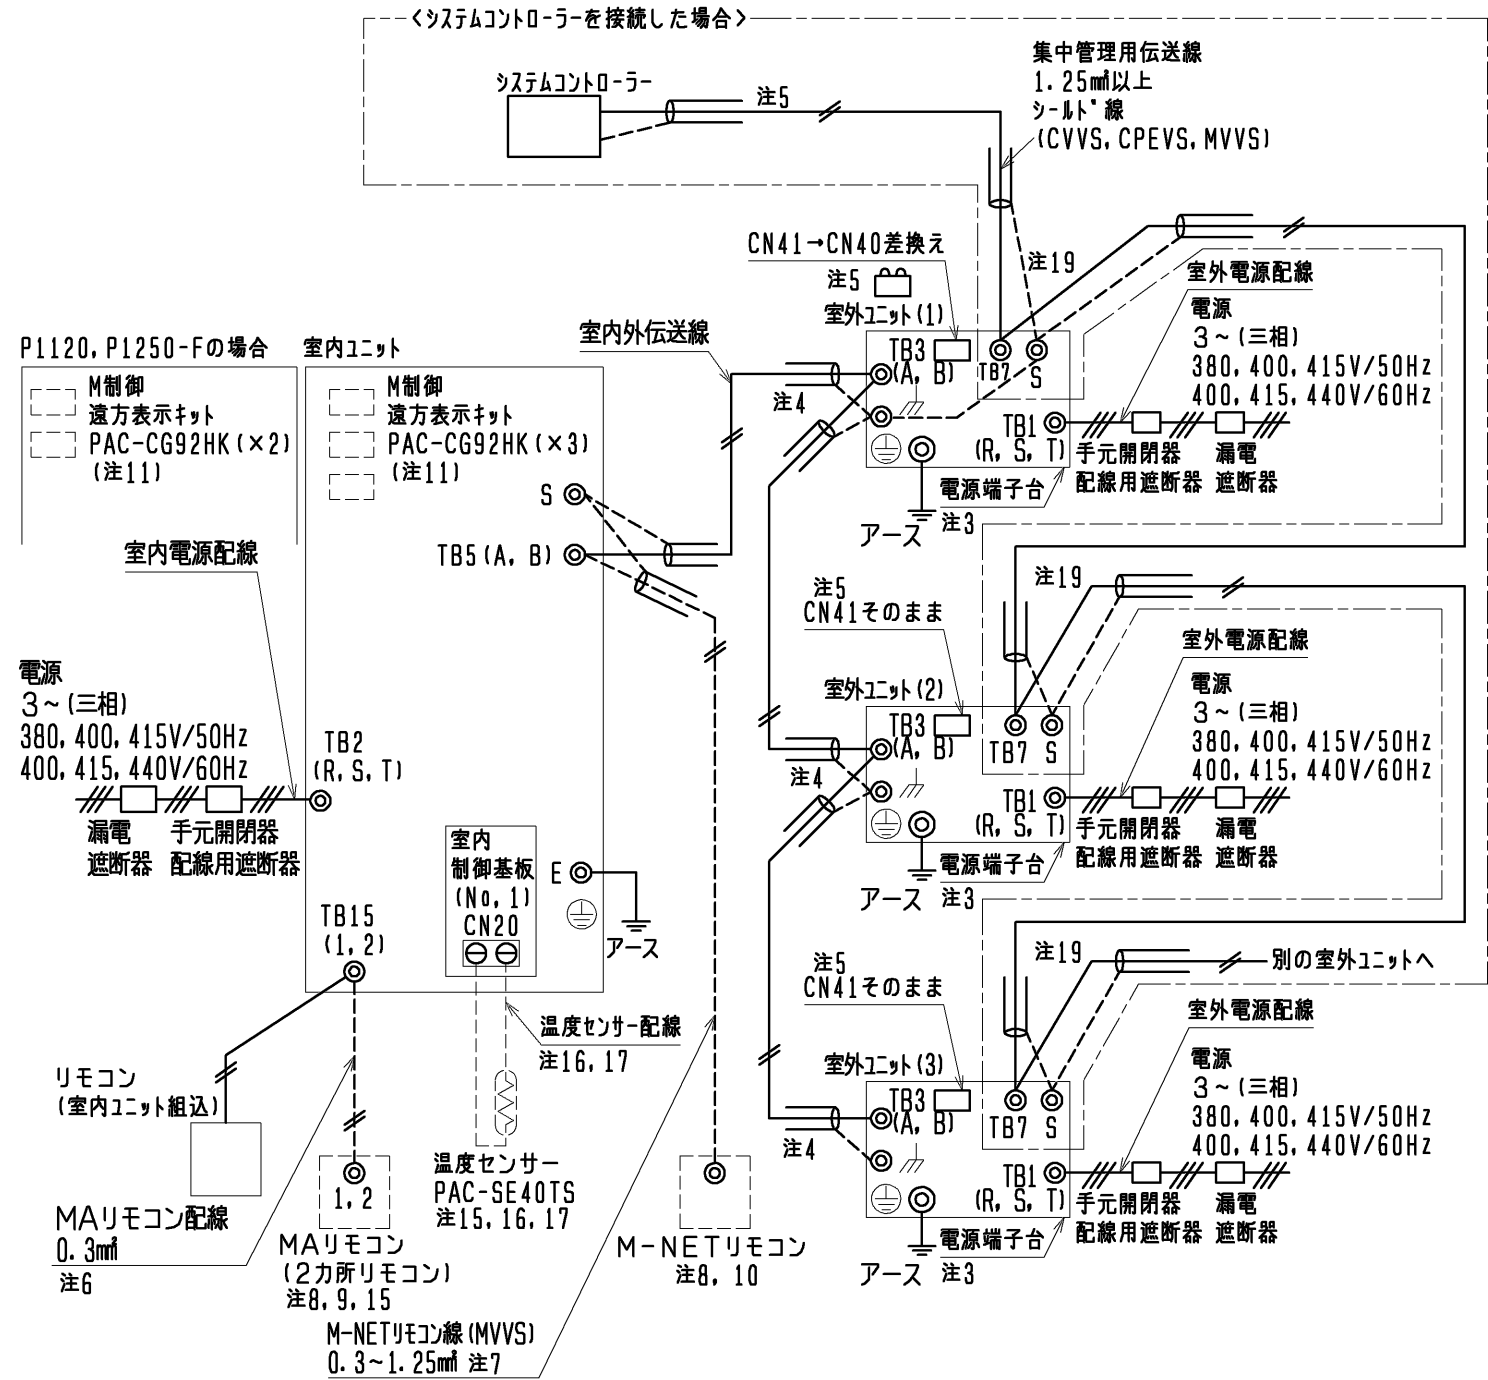 <システムコントローラーを接続した場合>
システムコントローラー
注5
集中管理用伝送線
1.25㎟以上
シールド線
(CVVS, CPEVS, MVVS)
CN41→CN40差換え
注5
注19
室外電源配線
室外ユニット(1)
TB3
(A, B)
TB7
S
TB1
(R, S, T)
電源
3~(三相)
380, 400, 415V/50Hz
400, 415, 440V/60Hz
手元開閉器
配線用遮断器
漏電
遮断器
電源端子台
注3
アース
室内外伝送線
注4
P1120, P1250-Fの場合
M制御
遠方表示キット
PAC-CG92HK(×2)
(注11)
室内ユニット
M制御
遠方表示キット
PAC-CG92HK(×3)
(注11)
S
TB5(A, B)
室内電源配線
電源
3~(三相)
380, 400, 415V/50Hz
400, 415, 440V/60Hz
TB2
(R, S, T)
漏電
遮断器
手元開閉器
配線用遮断器
室内
制御基板
(No, 1)
CN20
E
アース
TB15
(1, 2)
温度センサー配線
注16, 17
リモコン
(室内ユニット組込)
MAリモコン配線
0.3㎟
注6
1, 2
MAリモコン
(2カ所リモコン)
注8, 9, 15
温度センサー
PAC-SE40TS
注15, 16, 17
M-NETリモコン
注8, 10
M-NETリモコン線(MVVS)
0.3~1.25㎟ 注7
注5
CN41そのまま
注19
室外電源配線
室外ユニット(2)
TB3
(A, B)
TB7
S
TB1
(R, S, T)
電源
3~(三相)
380, 400, 415V/50Hz
400, 415, 440V/60Hz
手元開閉器
配線用遮断器
漏電
遮断器
電源端子台
注3
アース
注4
注5
CN41そのまま
注19
別の室外ユニットへ
室外電源配線
室外ユニット(3)
TB3
(A, B)
TB7
S
TB1
(R, S, T)
電源
3~(三相)
380, 400, 415V/50Hz
400, 415, 440V/60Hz
手元開閉器
配線用遮断器
漏電
遮断器
電源端子台
注3
アース
注4